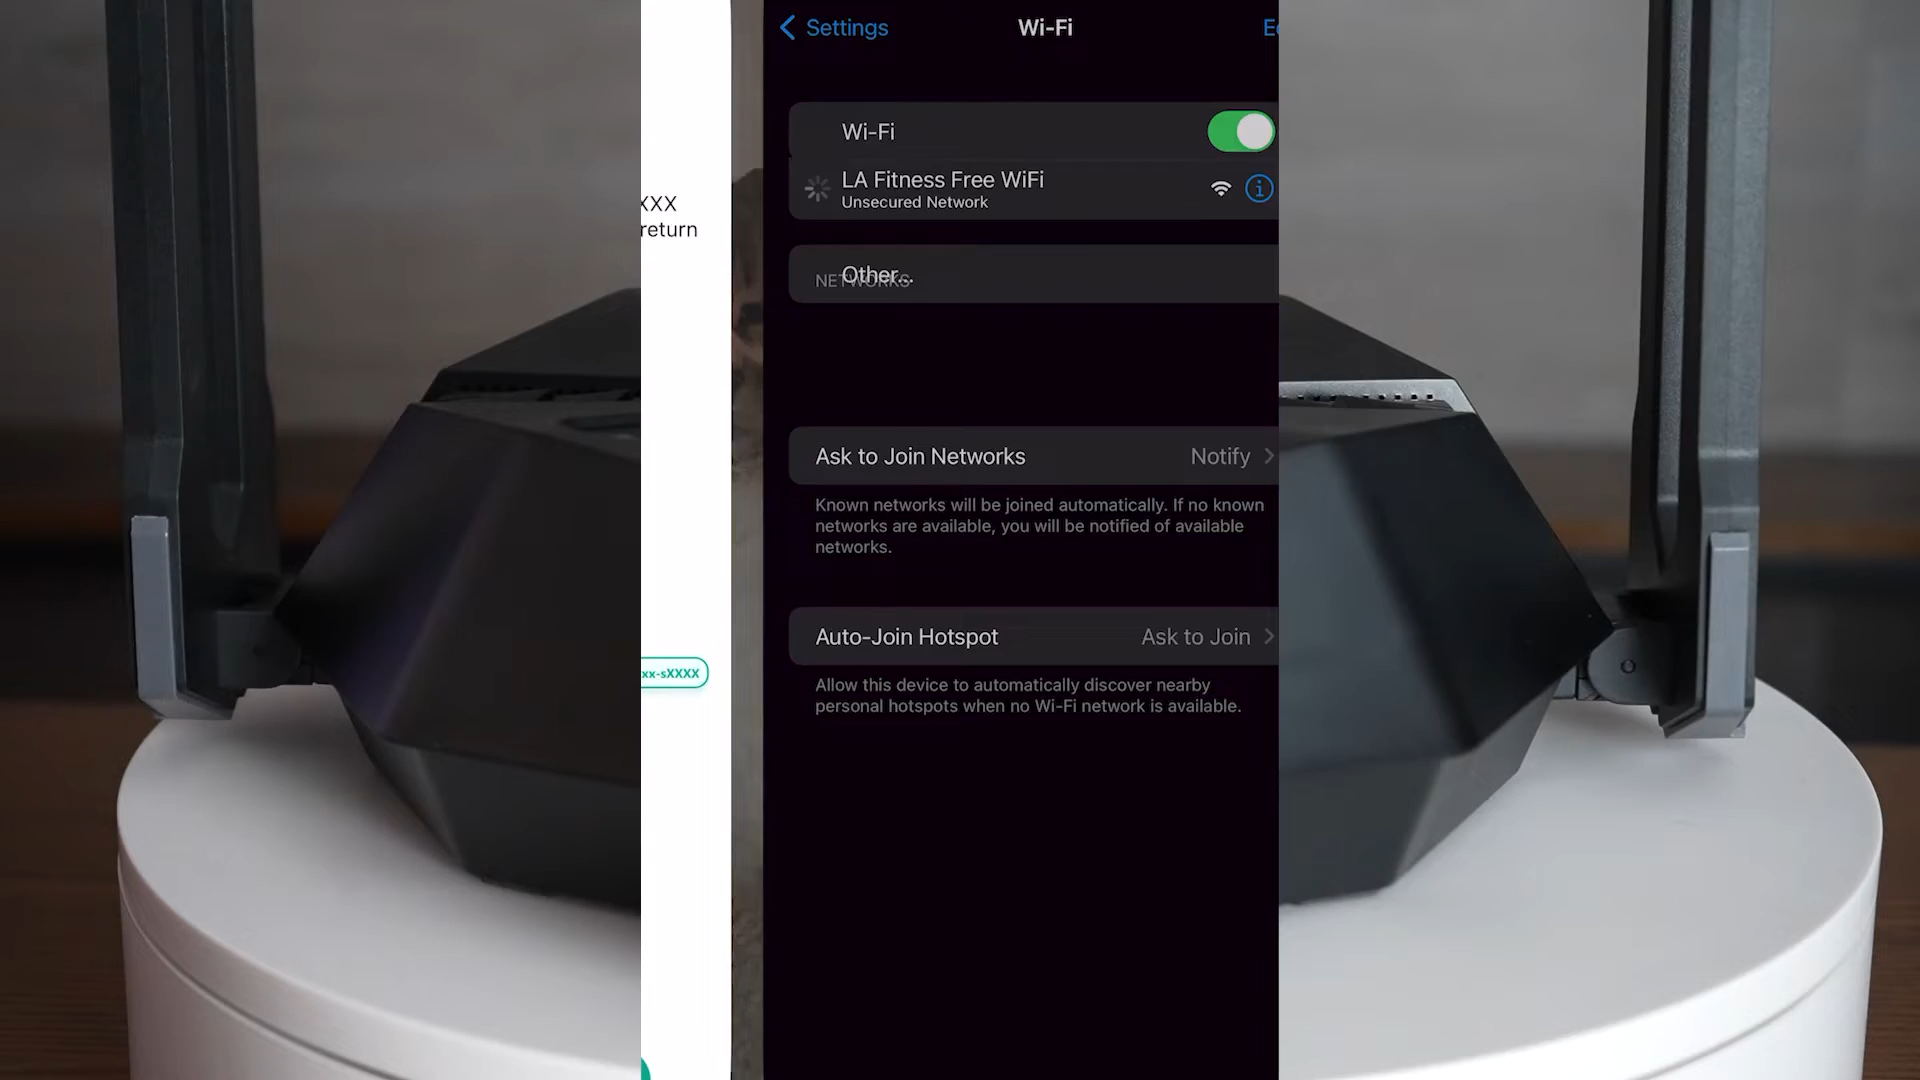 Settings
Wi-Fi
Wi-Fi
LA Fitness Free WiFi
Unsecured Network
XXX
return
Other...
NETWORKS
Ask to Join Networks
Notify
Known networks will be joined automatically. If no known
networks are available, you will be notified of available
networks.
Auto-Join Hotspot
Ask to Join
xx-sXXXX
Allow this device to automatically discover nearby
personal hotspots when no Wi-Fi network is available.